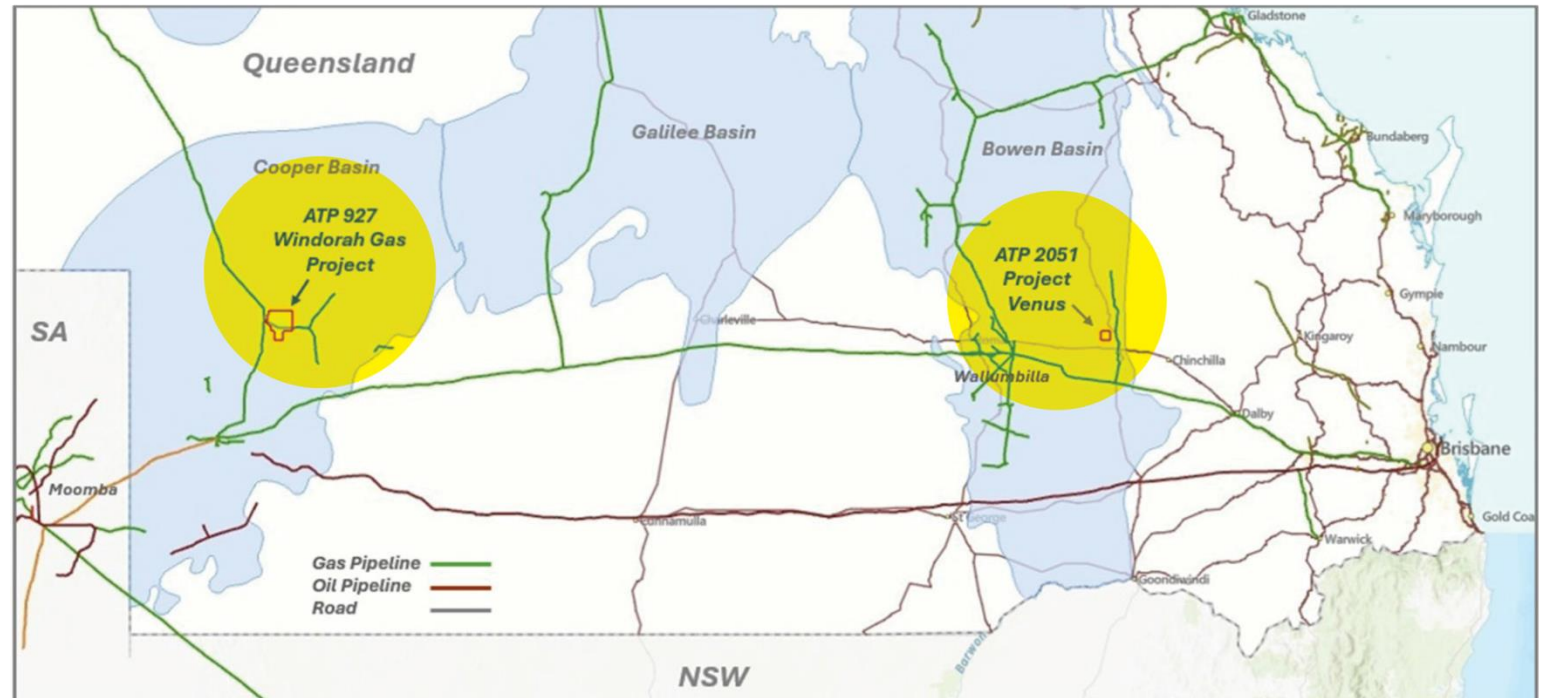 Gladstone
Queensland
Galilee Basin
Bundaberg
Bowen Basin
Cooper Basin
ATP 927
Windorah Gas
Project
Maryborough
ATP 2051
Project
Venus
Gympie
SA
Charleville
Kingaroy
Nambour
Chinchilla
Wallumbilla
Dalby
Brisbane
Moomba
Cunnamulla
St George
Gold Coa
Warwick
Gas Pipeline
Oil Pipeline
Road
Goondiwindi
Barwon
NSW